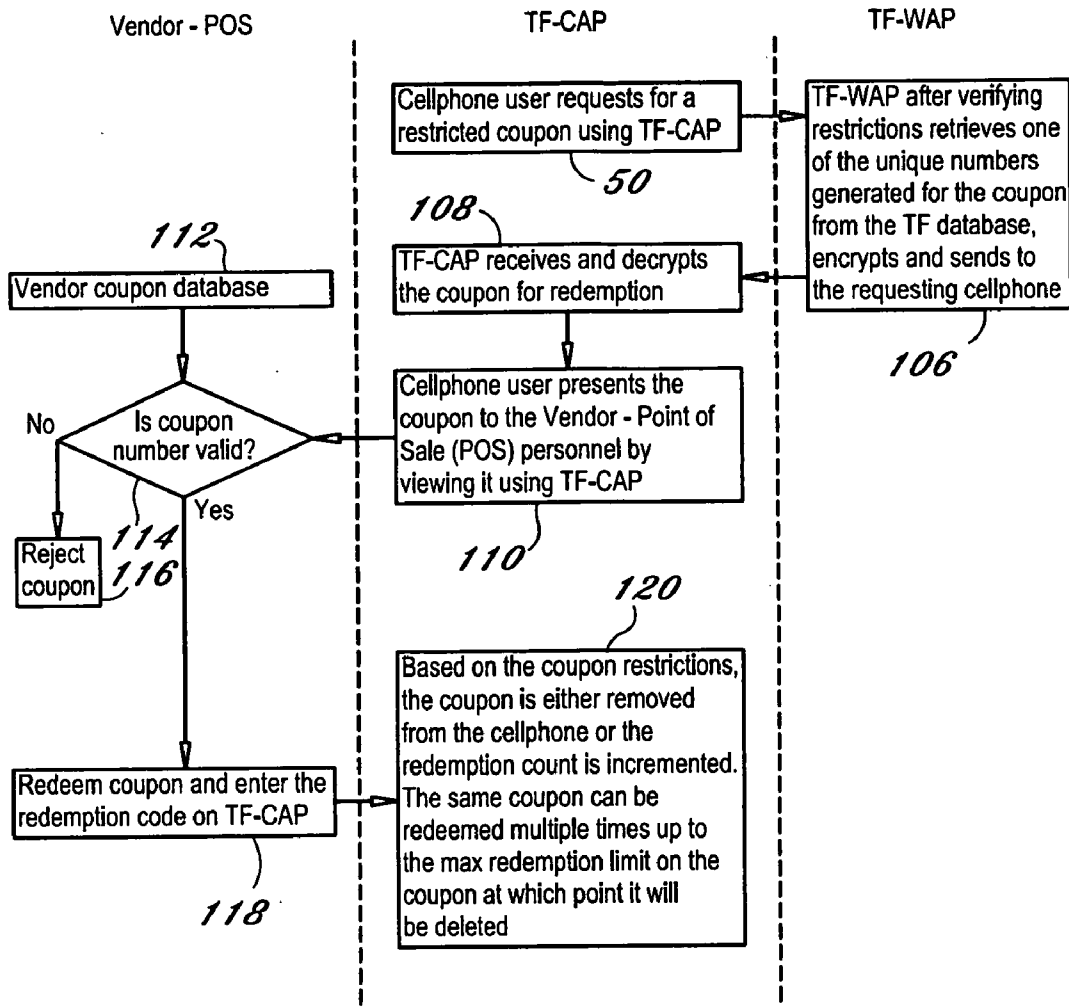 Vendor - POS
TF-CAP
TF-WAP
Cellphone user requests for a
restricted coupon using TF-CAP
50
TF-WAP after verifying
restrictions retrieves one
of the unique numbers
generated for the coupon
from the TF database,
encrypts and sends to
the requesting cellphone
106
108
TF-CAP receives and decrypts
the coupon for redemption
112
Vendor coupon database
Cellphone user presents the
coupon to the Vendor - Point of
Sale (POS) personnel by
viewing it using TF-CAP
110
No
Is coupon
number valid?
Yes
114
Reject
coupon
116
120
Based on the coupon restrictions,
the coupon is either removed
from the cellphone or the
redemption count is incremented.
The same coupon can be
redeemed multiple times up to
the max redemption limit on the
coupon at which point it will
be deleted
Redeem coupon and enter the
redemption code on TF-CAP
118